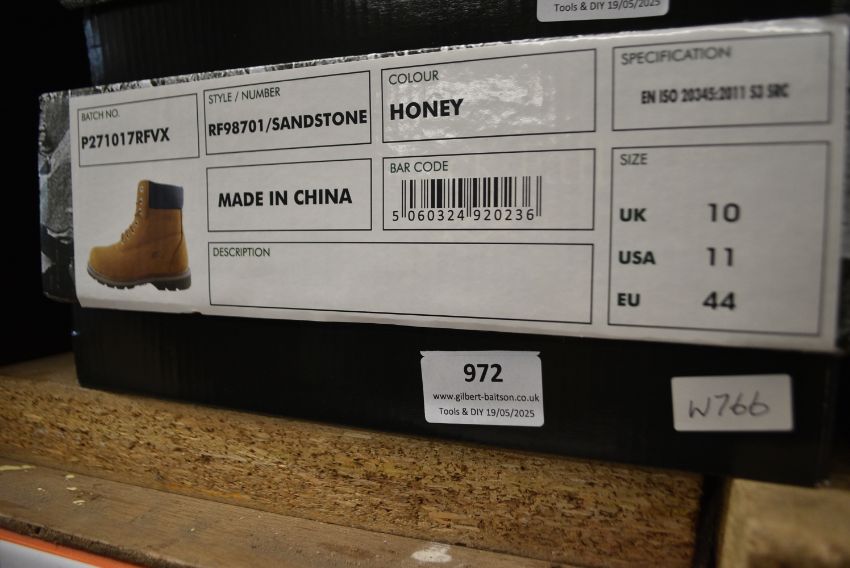 Tools & DIY 19/05/2025
BATCH NO.
P271017RFVX
STYLE / NUMBER
RF98701/SANDSTONE
COLOUR
HONEY
SPECIFICATION
EN ISO 20345:2011 S3 SRC
MADE IN CHINA
BAR CODE
5 060324 920236
DESCRIPTION
SIZE
UK 10
USA 11
EU 44
972
www.gilbert-baitson.co.uk
Tools & DIY 19/05/2025
W766